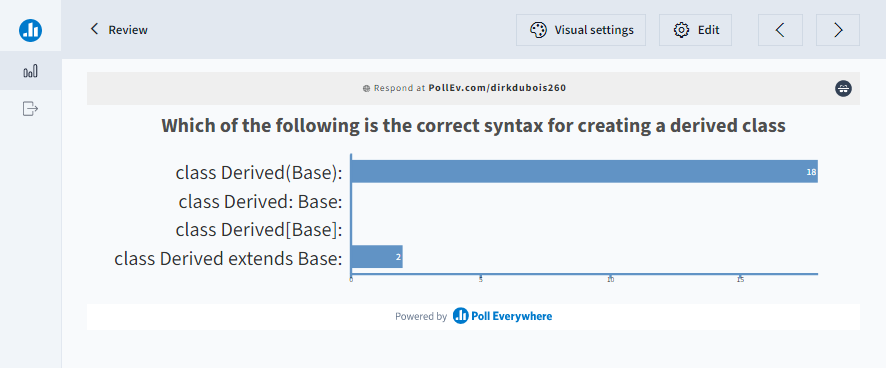 Review
Visual settings
Edit
Respond at PollEv.com/dirkdubois260
Which of the following is the correct syntax for creating a derived class
class Derived(Base):
18
class Derived: Base:
class Derived[Base]:
class Derived extends Base:
2
0 5 10 15
Powered by Poll Everywhere